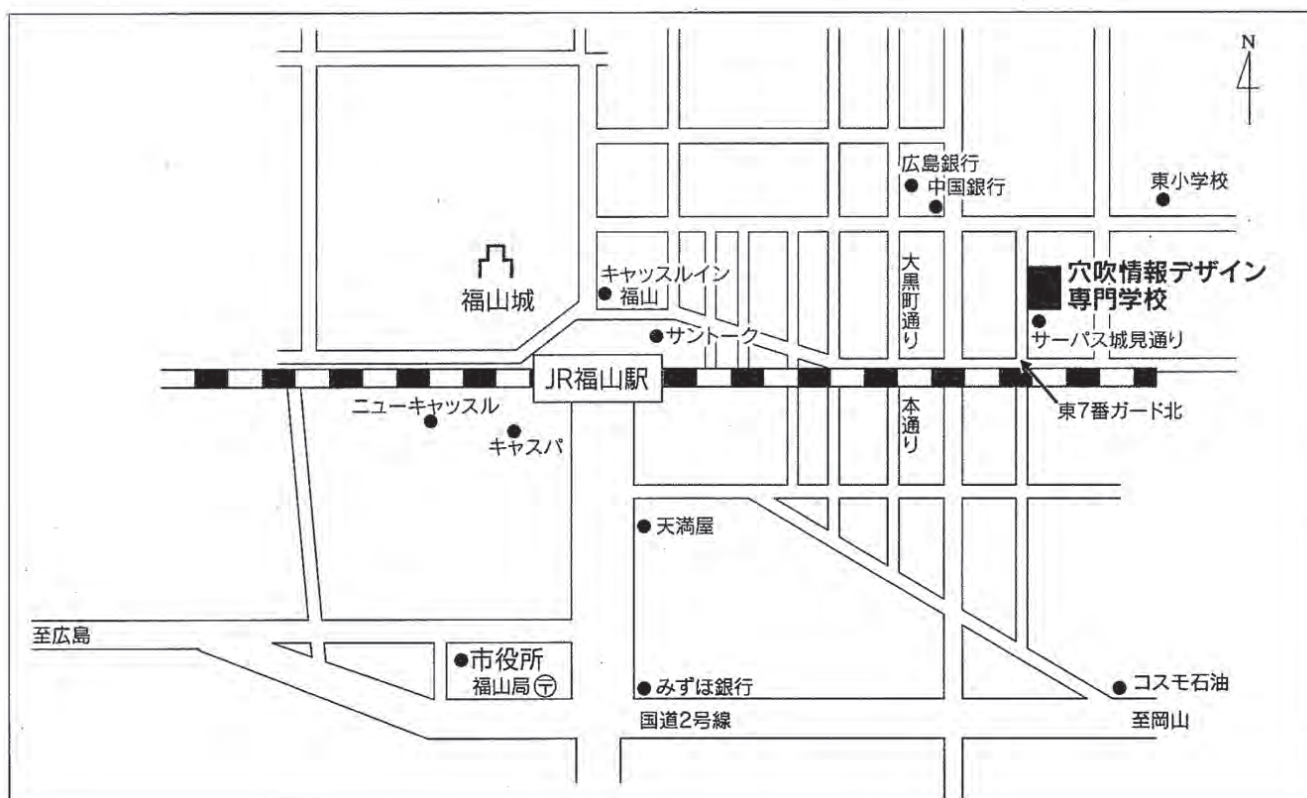 N
広島銀行
中国銀行
東小学校
福山城
キャッスルイン
福山
大黒町通り
穴吹情報デザイン
専門学校
サントーク
サーパス城見通り
JR福山駅
ニューキャッスル
キャスパ
本通り
東7番ガード北
天満屋
至広島
市役所
福山局〒
みずほ銀行
コスモ石油
国道2号線
至岡山